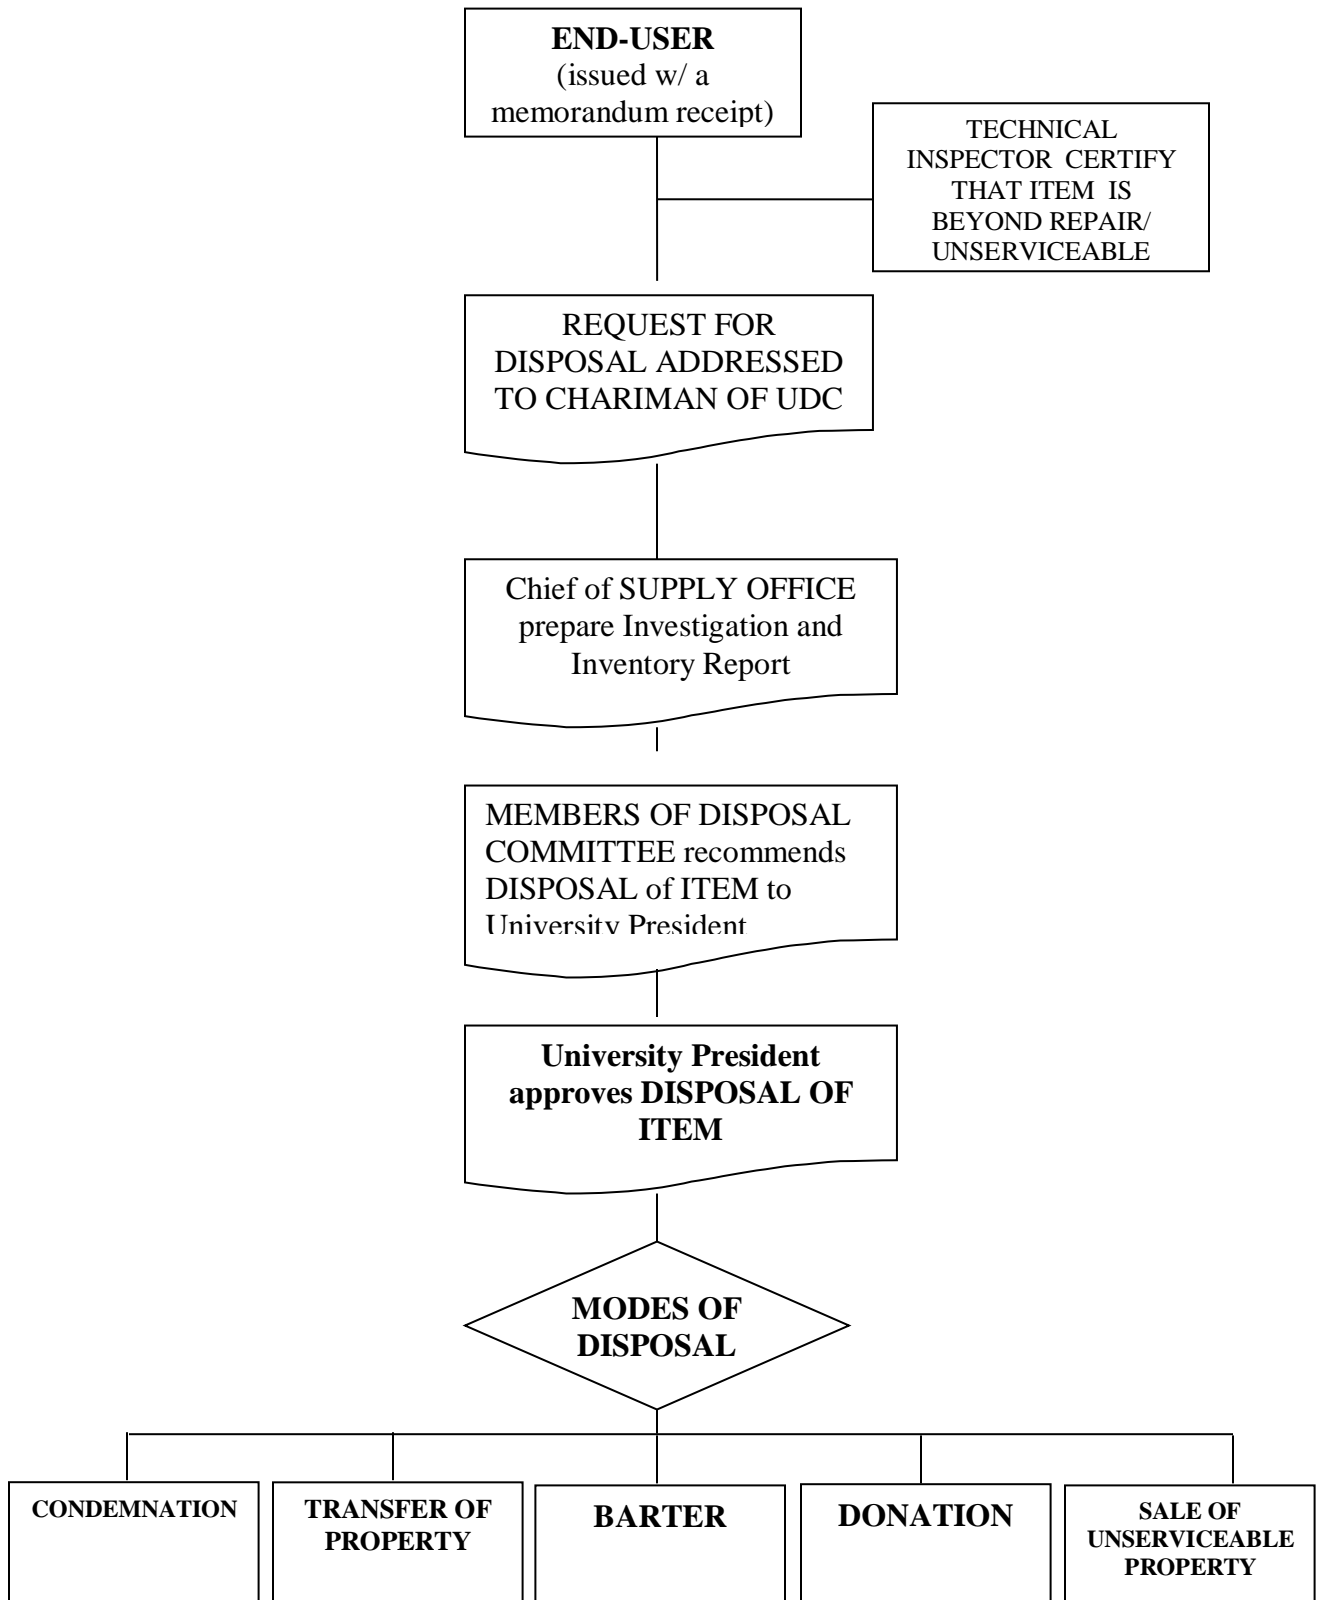 END-USER
(issued w/ a
memorandum receipt)
TECHNICAL
INSPECTOR CERTIFY
THAT ITEM IS
BEYOND REPAIR/
UNSERVICEABLE
REQUEST FOR
DISPOSAL ADDRESSED
TO CHARIMAN OF UDC
Chief of SUPPLY OFFICE
prepare Investigation and
Inventory Report
MEMBERS OF DISPOSAL
COMMITTEE recommends
DISPOSAL of ITEM to
University President
University President
approves DISPOSAL OF
ITEM
MODES OF
DISPOSAL
CONDEMNATION
TRANSFER OF
PROPERTY
BARTER
DONATION
SALE OF
UNSERVICEABLE
PROPERTY